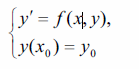 y′ = f(x, y),
y(x₀) = y₀